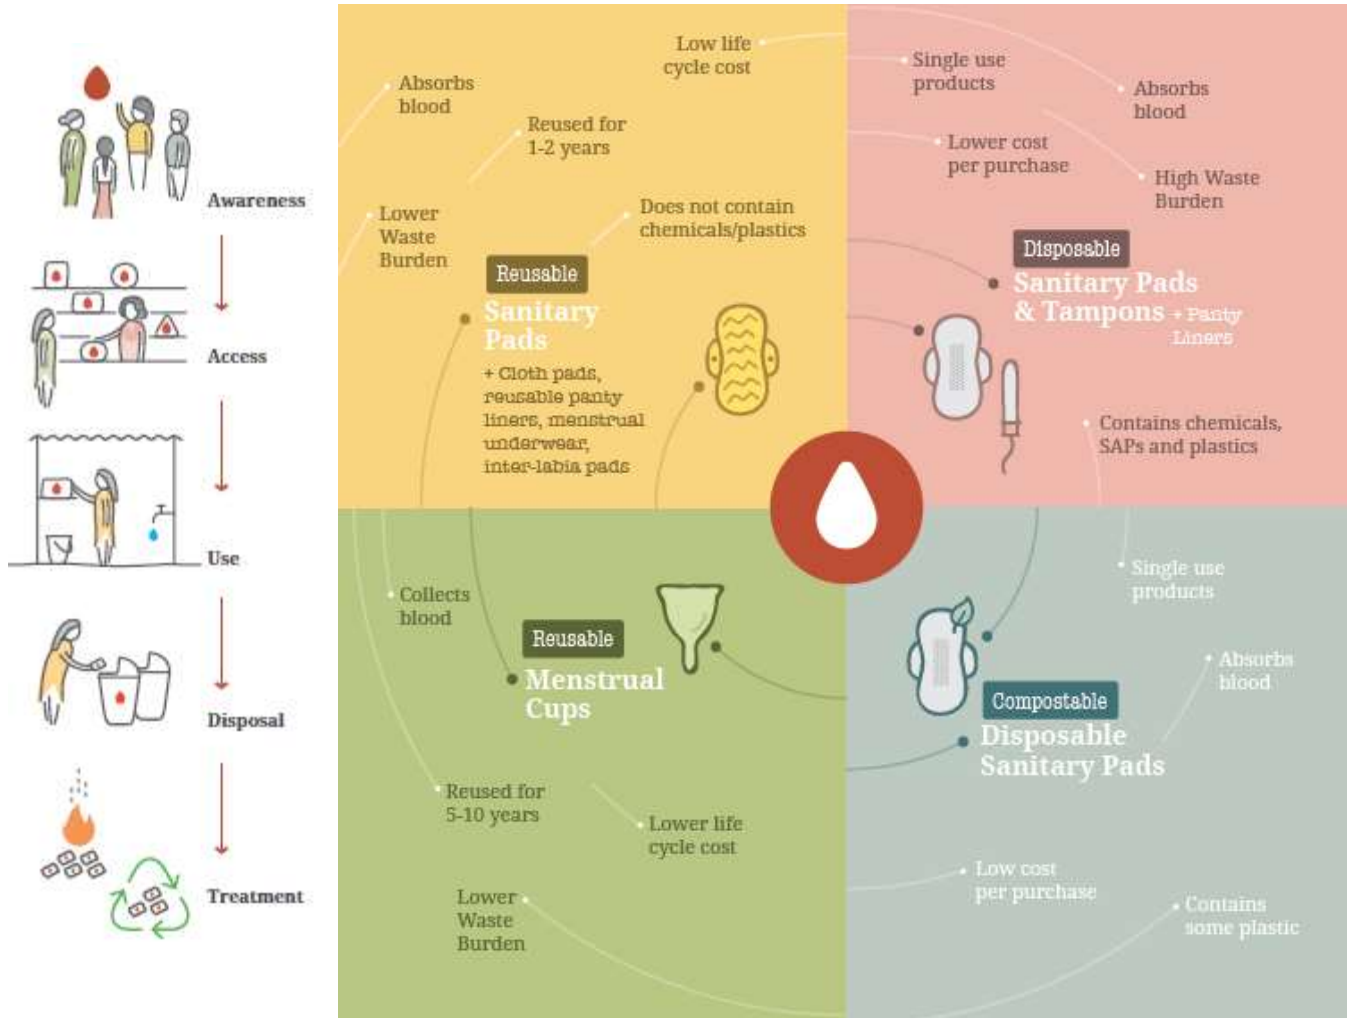 Awareness
Access
Use
Disposal
Treatment
Low life
cycle cost
Absorbs
blood
Reused for
1-2 years
Lower
Waste
Burden
Does not contain
chemicals/plastics
Reusable
Sanitary
Pads
+ Cloth pads,
reusable panty
liners, menstrual
underwear,
inter-labia pads
Single use
products
Absorbs
blood
Lower cost
per purchase
High Waste
Burden
Disposable
Sanitary Pads
& Tampons + Panty
Liners
Contains chemicals,
SAPs and plastics
Collects
blood
Reusable
Menstrual
Cups
Reused for
5-10 years
Lower life
cycle cost
Lower
Waste
Burden
Single use
products
Absorbs
blood
Compostable
Disposable
Sanitary Pads
Low cost
per purchase
Contains
some plastic